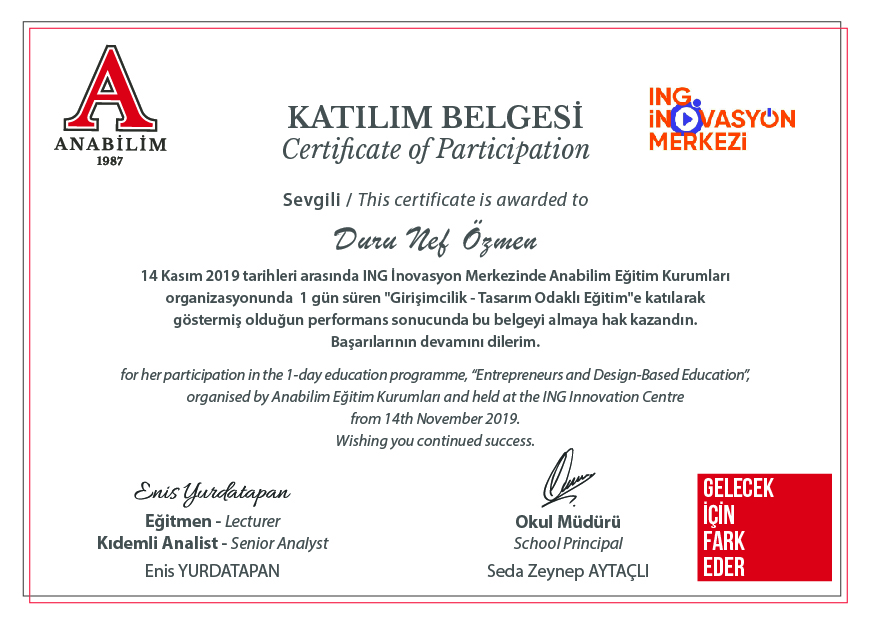 A
ANABİLİM
1987
KATILIM BELGESİ
Certificate of Participation
ING
iNOVASYON
MERKEZi
Sevgili / This certificate is awarded to
Duru Nef Özmen
14 Kasım 2019 tarihleri arasında ING İnovasyon Merkezinde Anabilim Eğitim Kurumları
organizasyonunda 1 gün süren "Girişimcilik - Tasarım Odaklı Eğitim"e katılarak
göstermiş olduğun performans sonucunda bu belgeyi almaya hak kazandın.
Başarılarının devamını dilerim.
for her participation in the 1-day education programme, “Entrepreneurs and Design-Based Education”,
organised by Anabilim Eğitim Kurumları and held at the ING Innovation Centre
from 14th November 2019.
Wishing you continued success.
Enis Yurdatapan
Eğitmen - Lecturer
Kıdemli Analist - Senior Analyst
Enis YURDATAPAN
Okul Müdürü
School Principal
Seda Zeynep AYTAÇLI
GELECEK
İÇİN
FARK
EDER